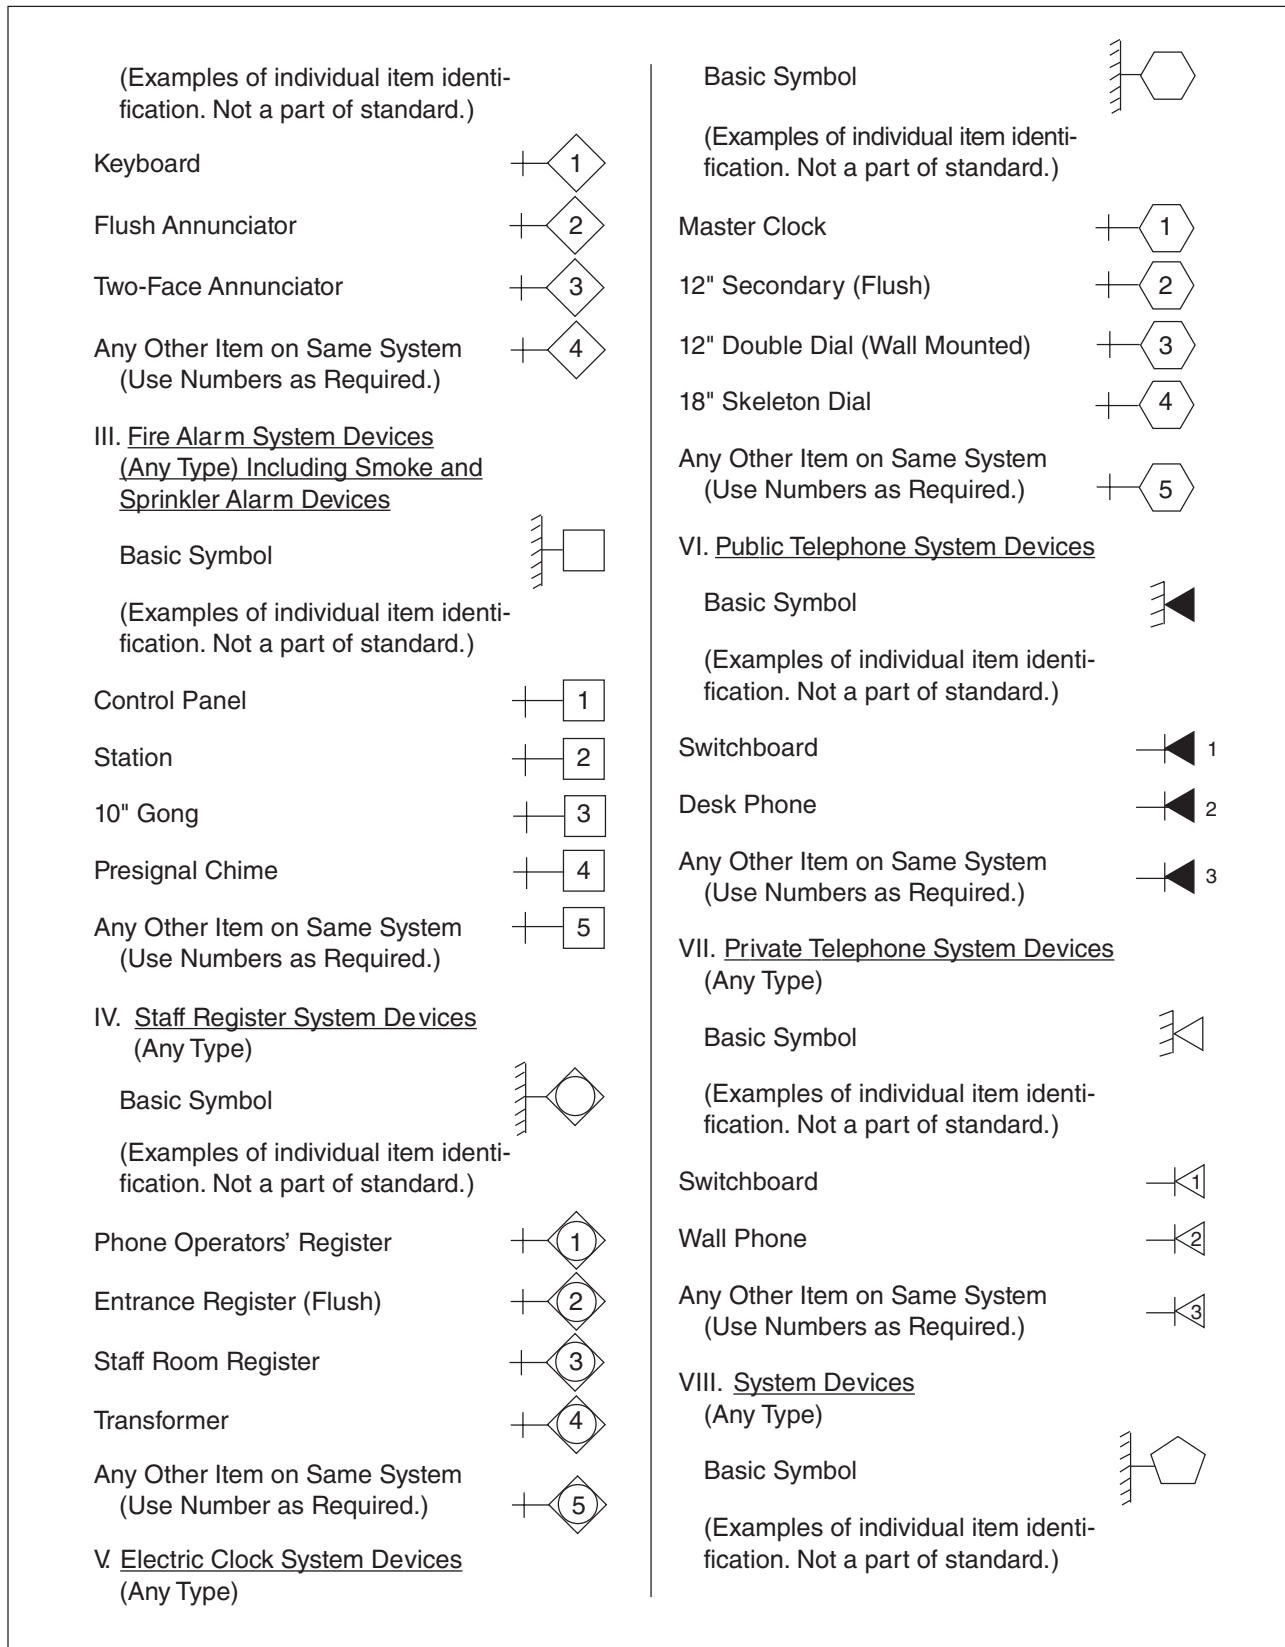 (Examples of individual item identi-
fication. Not a part of standard.)
Keyboard 1
Flush Annunciator 2
Two-Face Annunciator 3
Any Other Item on Same System 4
(Use Numbers as Required.)
III. Fire Alarm System Devices
(Any Type) Including Smoke and
Sprinkler Alarm Devices
Basic Symbol
(Examples of individual item identi-
fication. Not a part of standard.)
Control Panel 1
Station 2
10" Gong 3
Presignal Chime 4
Any Other Item on Same System 5
(Use Numbers as Required.)
IV. Staff Register System Devices
(Any Type)
Basic Symbol
(Examples of individual item identi-
fication. Not a part of standard.)
Phone Operators’ Register 1
Entrance Register (Flush) 2
Staff Room Register 3
Transformer 4
Any Other Item on Same System
(Use Number as Required.) 5
V. Electric Clock System Devices
(Any Type)
Basic Symbol
(Examples of individual item identi-
fication. Not a part of standard.)
Master Clock 1
12" Secondary (Flush) 2
12" Double Dial (Wall Mounted) 3
18" Skeleton Dial 4
Any Other Item on Same System
(Use Numbers as Required.) 5
VI. Public Telephone System Devices
Basic Symbol
(Examples of individual item identi-
fication. Not a part of standard.)
Switchboard 1
Desk Phone 2
Any Other Item on Same System 3
(Use Numbers as Required.)
VII. Private Telephone System Devices
(Any Type)
Basic Symbol
(Examples of individual item identi-
fication. Not a part of standard.)
Switchboard 1
Wall Phone 2
Any Other Item on Same System 3
(Use Numbers as Required.)
VIII. System Devices
(Any Type)
Basic Symbol
(Examples of individual item identi-
fication. Not a part of standard.)